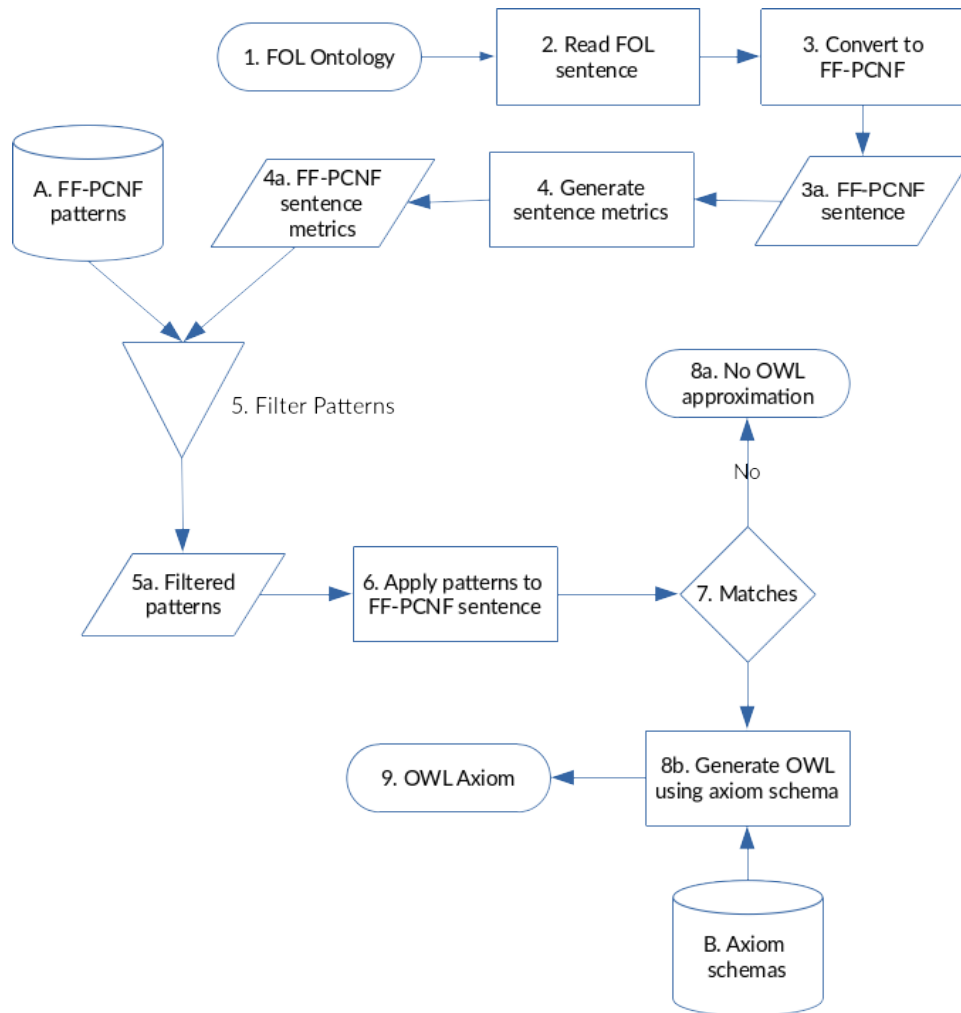 1. FOL Ontology
2. Read FOL
sentence
3. Convert to
FF-PCNF
A. FF-PCNF
patterns
4a. FF-PCNF
sentence
metrics
4. Generate
sentence metrics
3a. FF-PCNF
sentence
5. Filter Patterns
8a. No OWL
approximation
No
5a. Filtered
patterns
6. Apply patterns to
FF-PCNF sentence
7. Matches
9. OWL Axiom
8b. Generate OWL
using axiom schema
B. Axiom
schemas